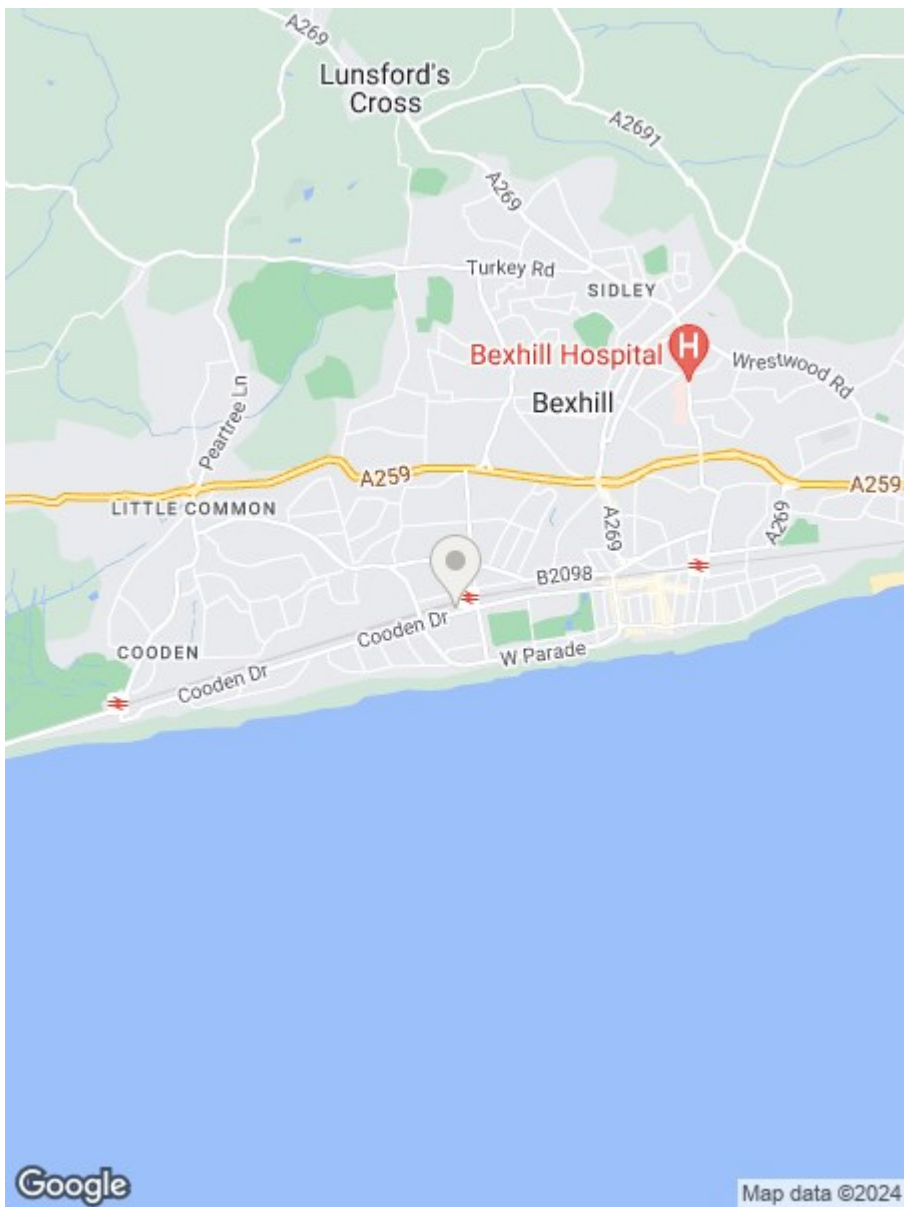 A269
Lunsford's
Cross
A2691
A269
Turkey Rd
SIDLEY
Bexhill Hospital
H
Wrestwood Rd
Bexhill
Peartree Ln
A259
A259
LITTLE COMMON
A269
A269
B2098
Cooden Dr
W Parade
COODEN
Cooden Dr
Google
Map data ©2024